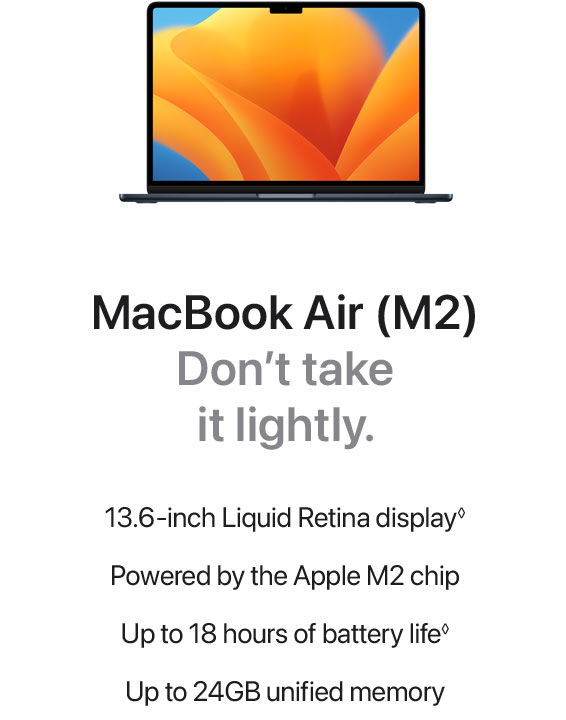 MacBook Air (M2)
Don’t take
it lightly.
13.6-inch Liquid Retina display◊
Powered by the Apple M2 chip
Up to 18 hours of battery life◊
Up to 24GB unified memory